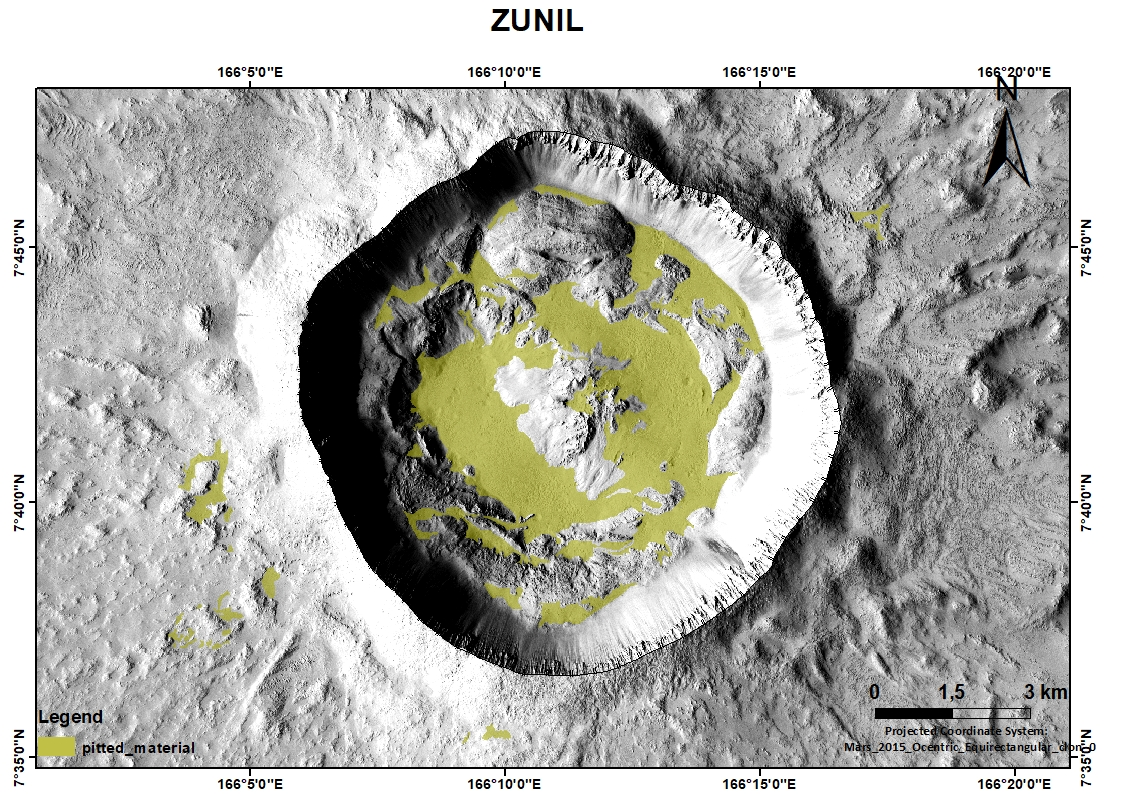 ZUNIL
166°5'0"E 166°10'0"E 166°15'0"E 166°20'0"E
N
7°45'0"N 7°45'0"N
7°40'0"N 7°40'0"N
0 1,5 3 km
Legend
pitted_material
Projected Coordinate System:
Mars_2015_Ocentric_Equirectangular_clon_0
7°35'0"N 7°35'0"N
166°5'0"E 166°10'0"E 166°15'0"E 166°20'0"E